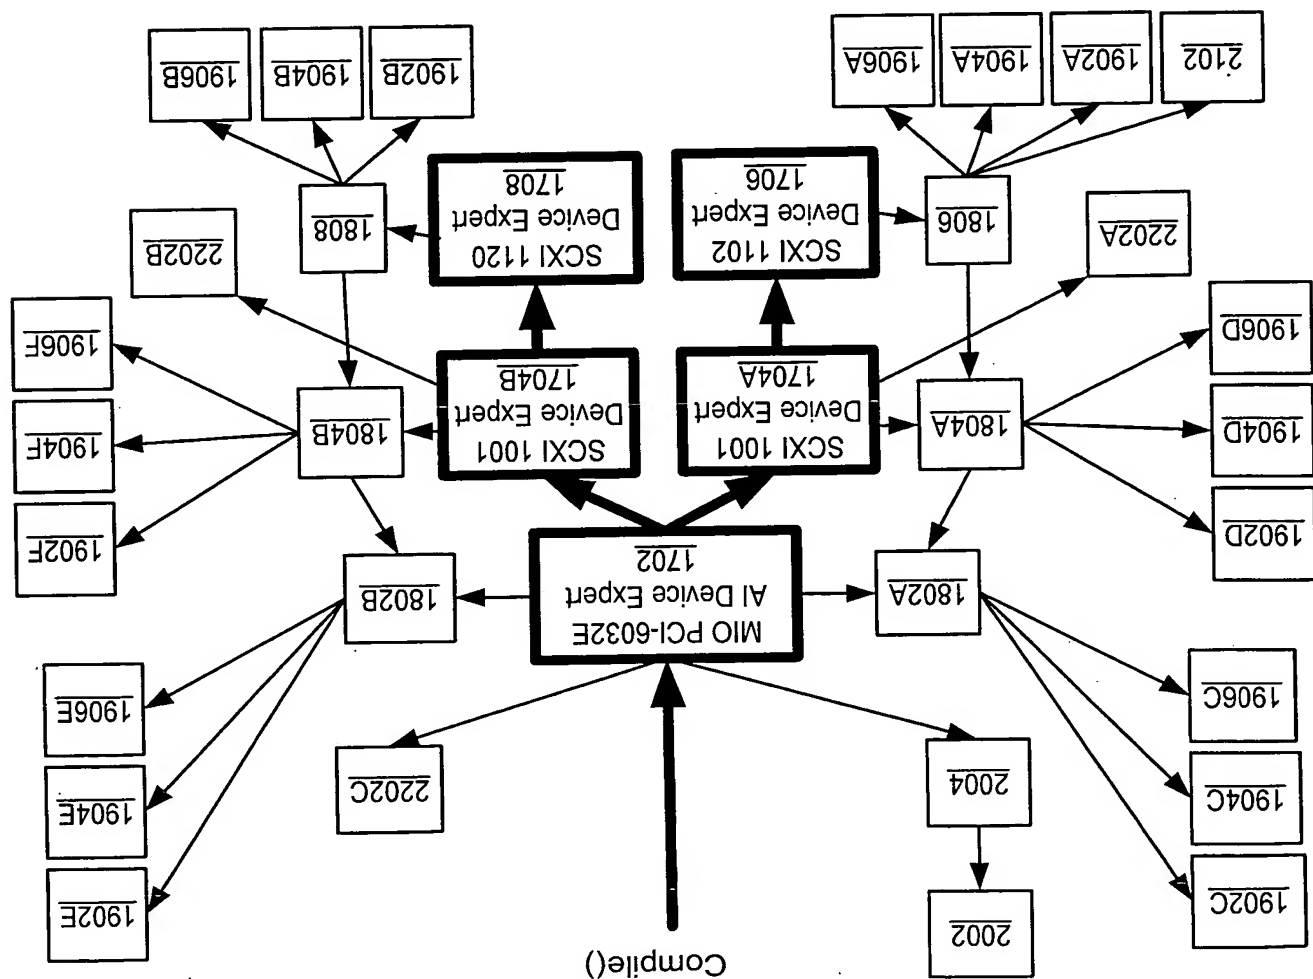 Compile()
1902C
2002
1902E
1904C
2004
2202C
1904E
1906C
1906E
MIO PCI-6032E
AI Device Expert
1702
1802A
1802B
1902D
1902F
1904D
1804A
SCXI 1001
Device Expert
1704A
SCXI 1001
Device Expert
1704B
1804B
1904F
1906D
1906F
2202A
2202B
1806
SCXI 1102
Device Expert
1706
SCXI 1120
Device Expert
1708
1808
2102
1902A
1904A
1906A
1902B
1904B
1906B